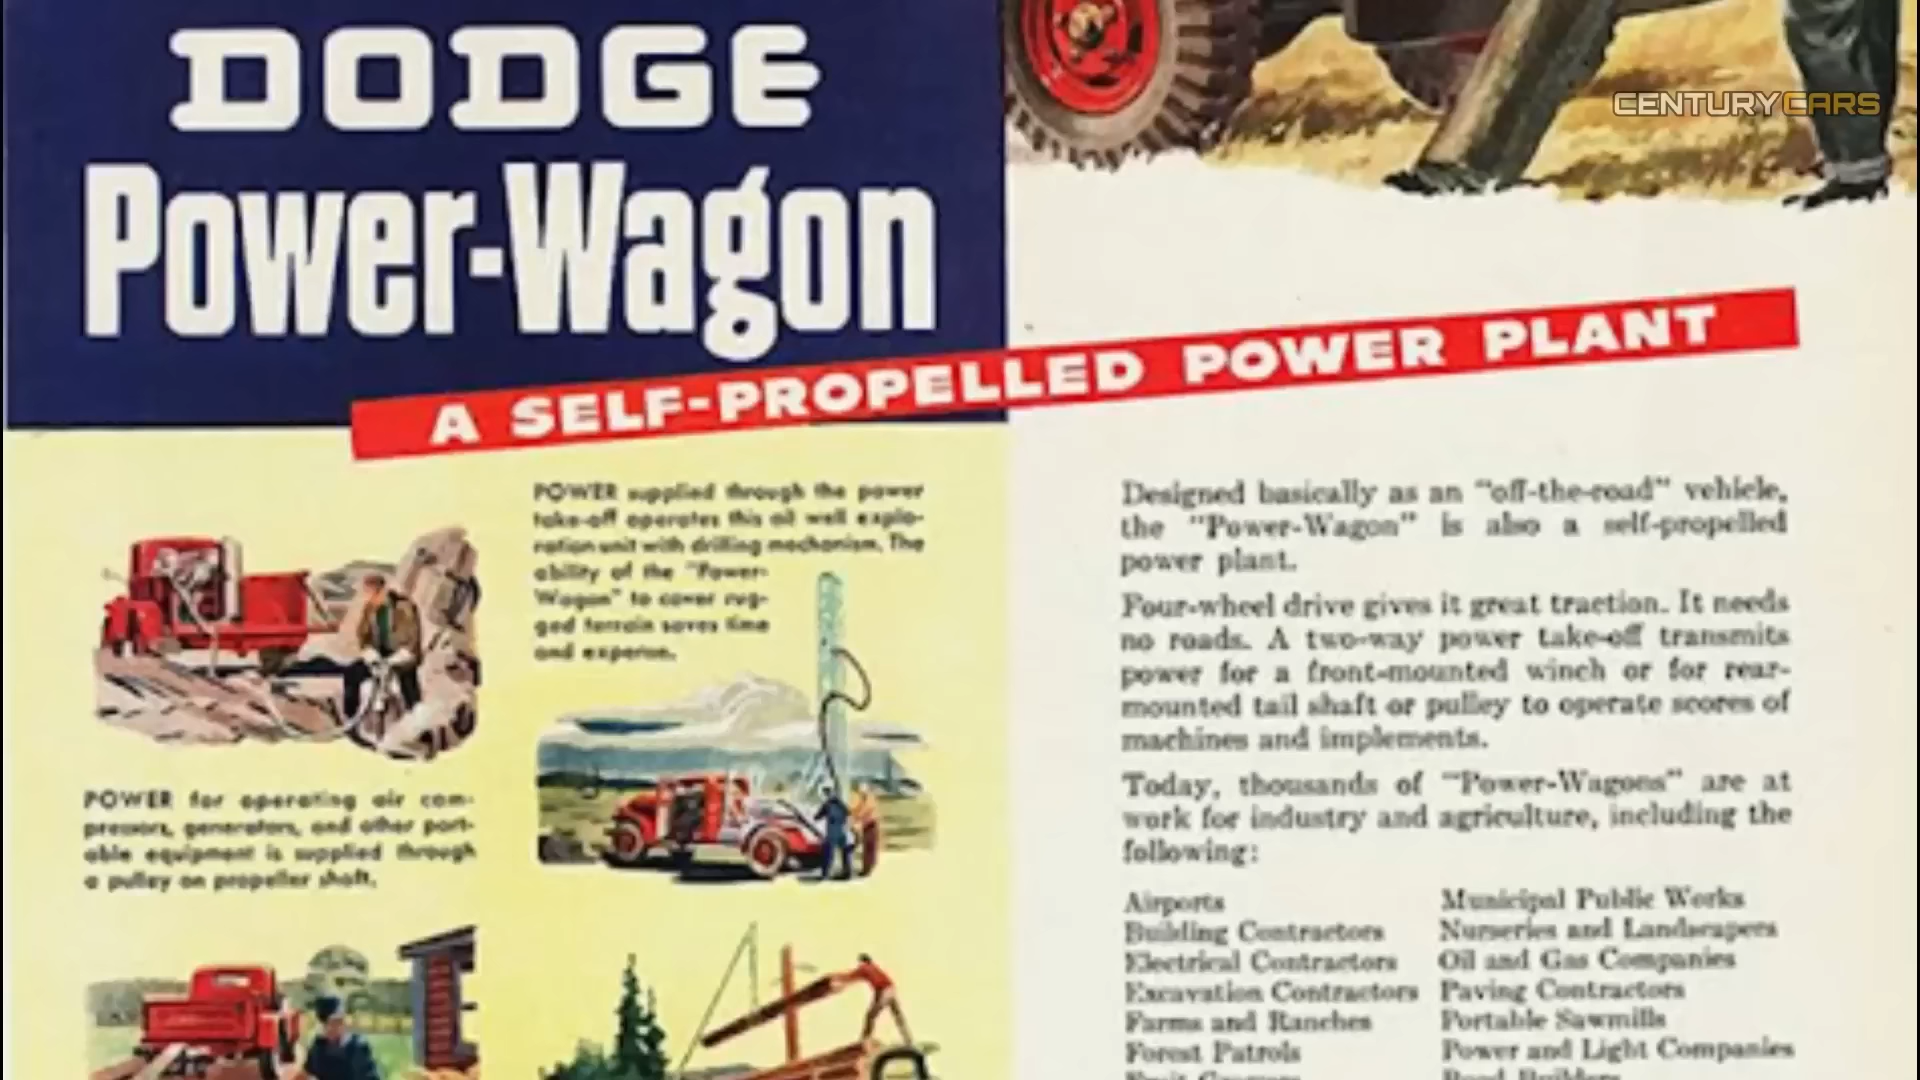 DODGE
Power-Wagon
CENTURYCARS
A SELF-PROPELLED POWER PLANT
POWER supplied through the power
take-off operates this oil well explo-
ration unit with drilling mechanism. The
ability of the "Power-
Wagon" to cover rug-
ged terrain saves time
and expense.
POWER for operating air com-
pressors, generators, and other port-
able equipment is supplied through
a pulley on propeller shaft.
Designed basically as an "off-the-road" vehicle,
the "Power-Wagon" is also a self-propelled
power plant.
Four-wheel drive gives it great traction. It needs
no roads. A two-way power take-off transmits
power for a front-mounted winch or for rear-
mounted tail shaft or pulley to operate scores of
machines and implements.
Today, thousands of "Power-Wagons" are at
work for industry and agriculture, including the
following:
Airports
Building Contractors
Electrical Contractors
Excavation Contractors
Farms and Ranches
Forest Patrols
Fruit Growers
Municipal Public Works
Nurseries and Landscapers
Oil and Gas Companies
Paving Contractors
Portable Sawmills
Power and Light Companies
Road Builders